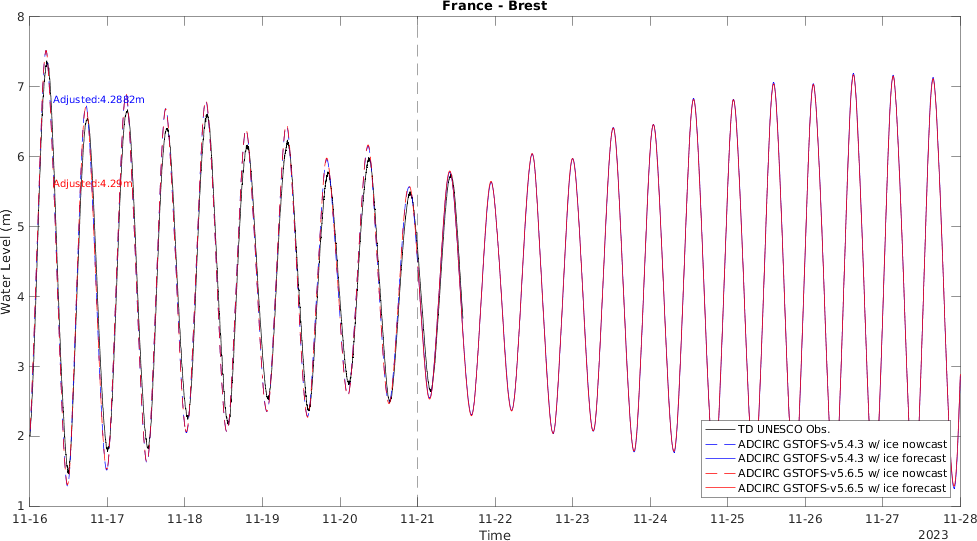 France - Brest
8
7
6
5
4
3
2
1
Water Level (m)
Adjusted:4.2882m
Adjusted:4.29m
TD UNESCO Obs.
ADCIRC GSTOFS-v5.4.3 w/ ice nowcast
ADCIRC GSTOFS-v5.4.3 w/ ice forecast
ADCIRC GSTOFS-v5.6.5 w/ ice nowcast
ADCIRC GSTOFS-v5.6.5 w/ ice forecast
11-16 11-17 11-18 11-19 11-20 11-21 11-22 11-23 11-24 11-25 11-26 11-27 11-28
Time
2023